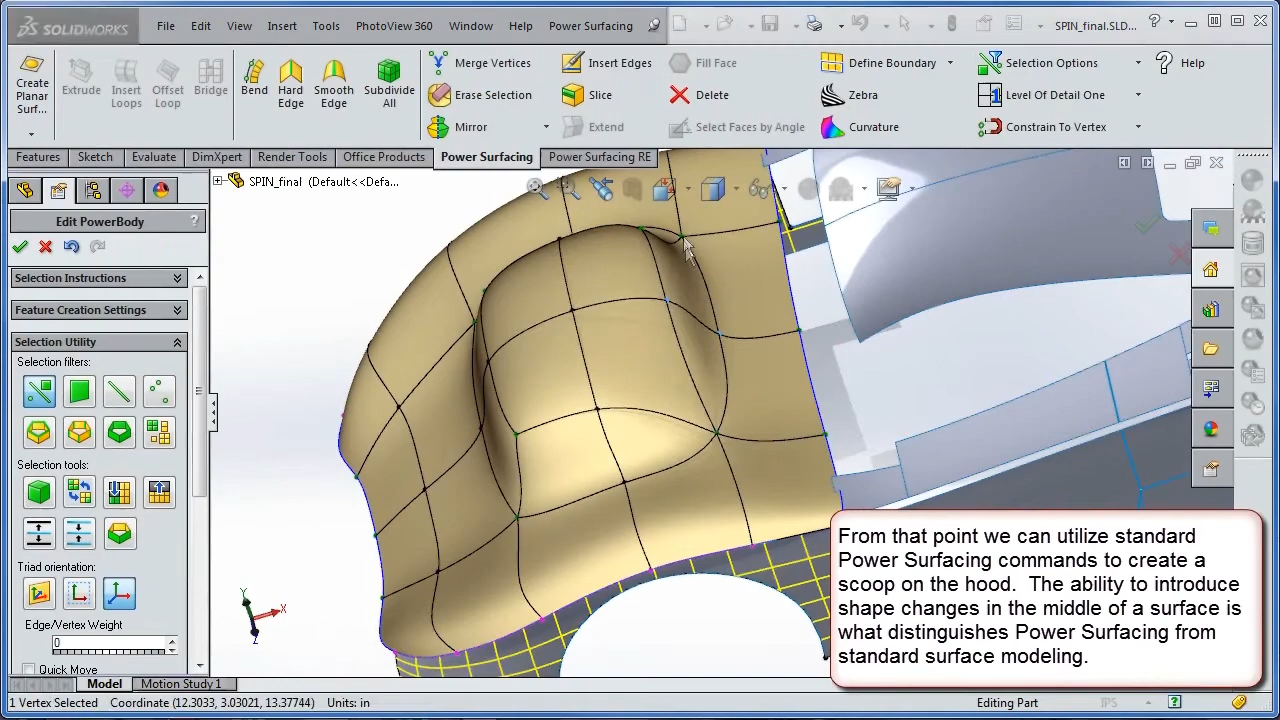 SOLIDWORKS File Edit View Insert Tools PhotoView 360 Window Help Power Surfacing SPIN_final.SLD... ?
Create Planar Surf...
Extrude
Insert Loops
Offset Loop
Bridge
Bend
Hard Edge
Smooth Edge
Subdivide All
Merge Vertices Insert Edges Fill Face Define Boundary Selection Options ? Help
Erase Selection Slice Delete Zebra Level Of Detail One
Mirror Extend Select Faces by Angle Curvature Constrain To Vertex
Features Sketch Evaluate DimXpert Render Tools Office Products Power Surfacing Power Surfacing RE
SPIN_final (Default<<Defa...
Edit PowerBody ?
Selection Instructions
Feature Creation Settings
Selection Utility
Selection filters:
Selection tools:
Triad orientation:
Edge/Vertex Weight
0
Quick Move
Y
X
Z
From that point we can utilize standard
Power Surfacing commands to create a
scoop on the hood. The ability to introduce
shape changes in the middle of a surface is
what distinguishes Power Surfacing from
standard surface modeling.
Model Motion Study 1
1 Vertex Selected Coordinate (12.3033, 3.03021, 13.37744) Units: in Editing Part IPS ?